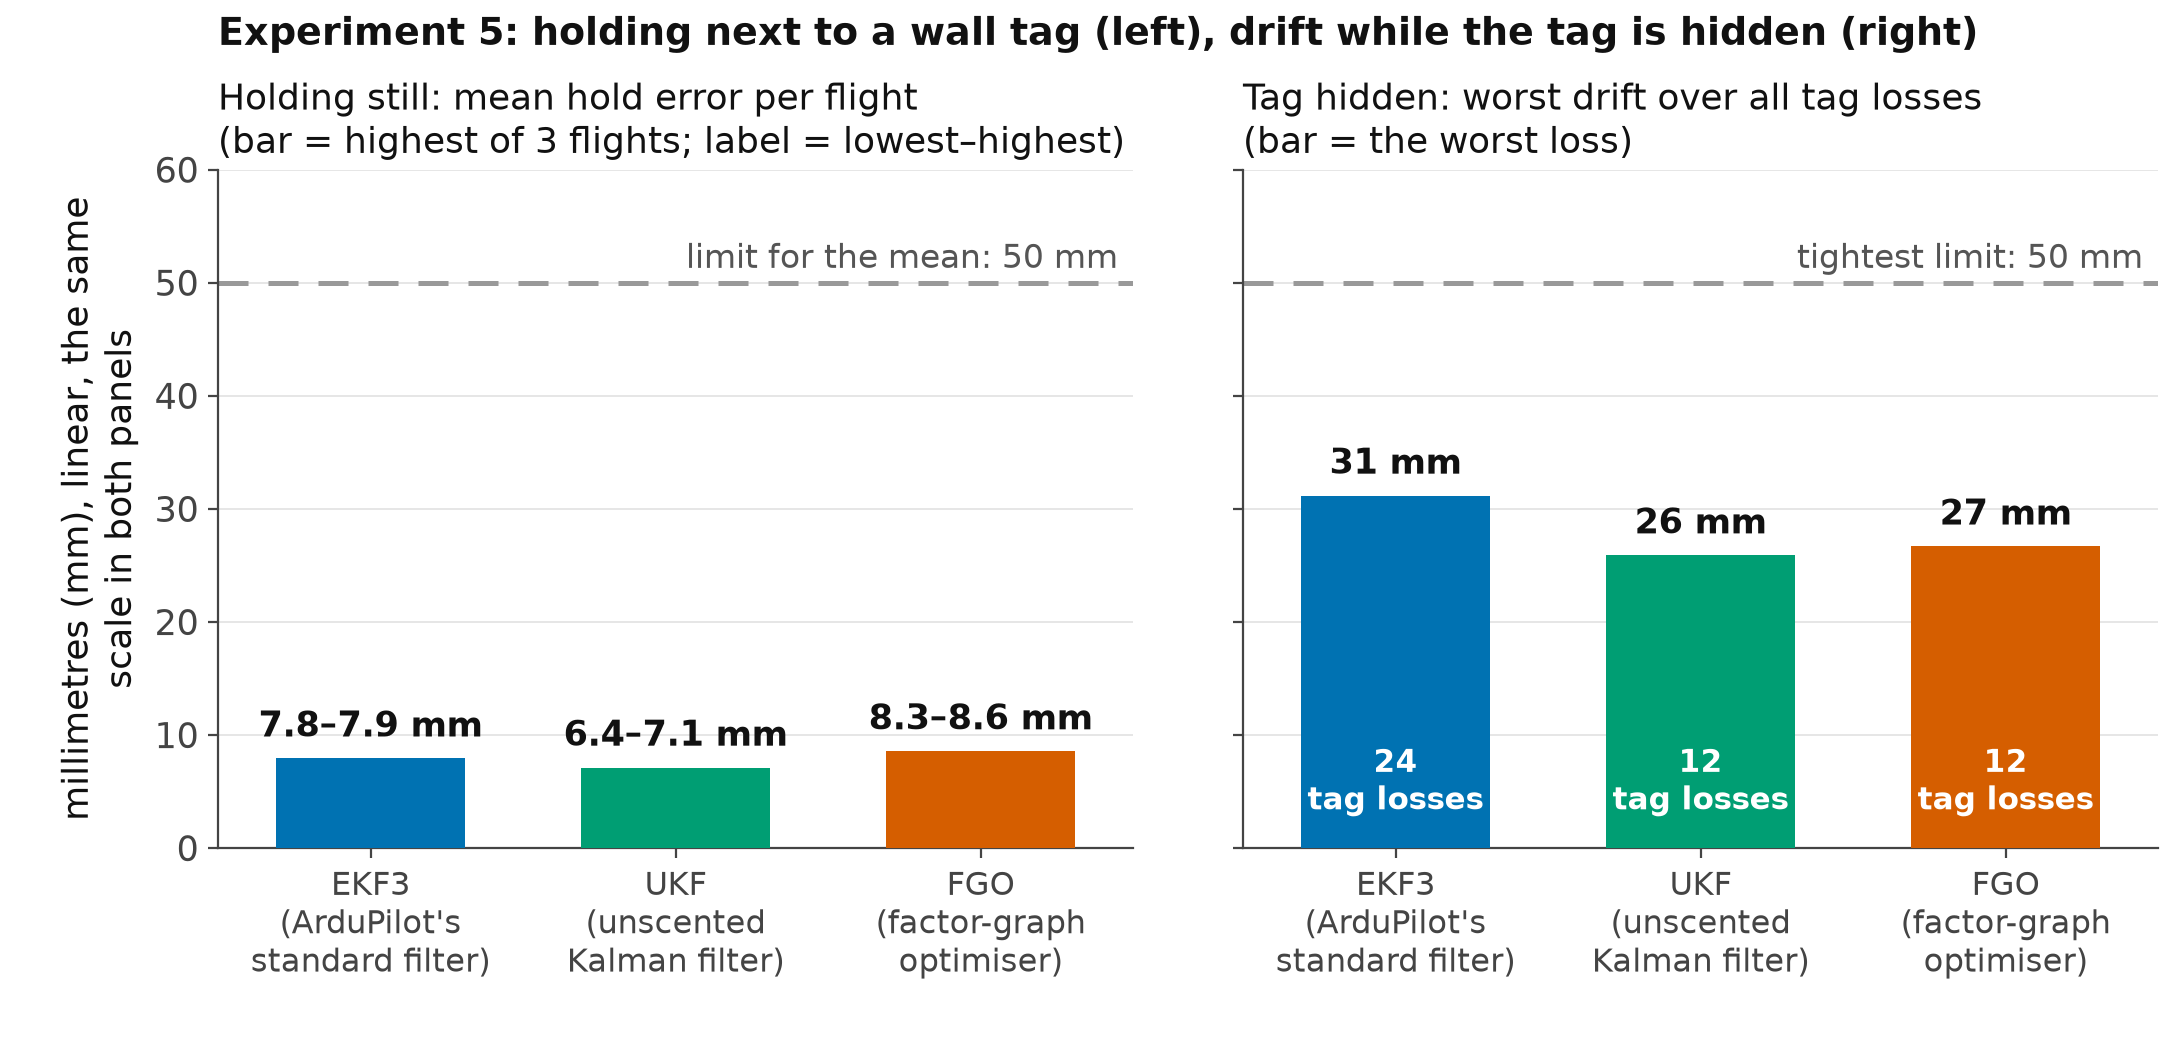 Experiment 5: holding next to a wall tag (left), drift while the tag is hidden (right)
Holding still: mean hold error per flight
(bar = highest of 3 flights; label = lowest–highest)
millimetres (mm), linear, the same
scale in both panels
60
50
40
30
20
10
0
limit for the mean: 50 mm
7.8–7.9 mm
6.4–7.1 mm
8.3–8.6 mm
EKF3
(ArduPilot's
standard filter)
UKF
(unscented
Kalman filter)
FGO
(factor-graph
optimiser)
Tag hidden: worst drift over all tag losses
(bar = the worst loss)
tightest limit: 50 mm
31 mm
26 mm
27 mm
24
tag losses
12
tag losses
12
tag losses
EKF3
(ArduPilot's
standard filter)
UKF
(unscented
Kalman filter)
FGO
(factor-graph
optimiser)